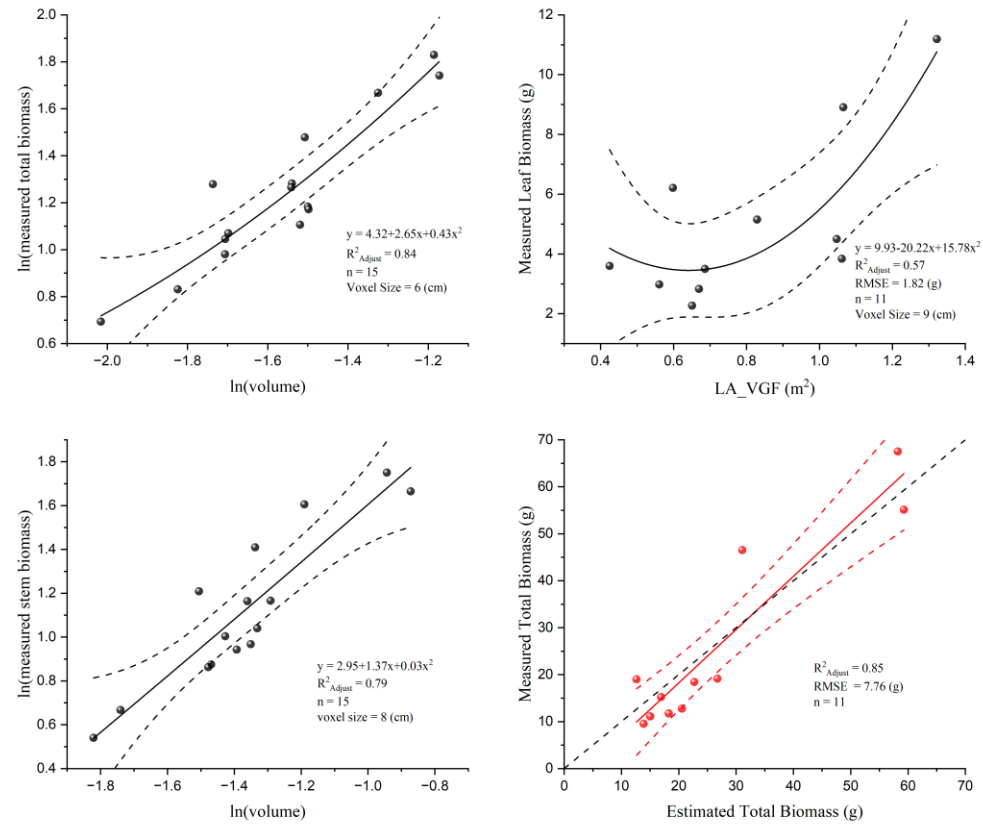 2.0
1.8
1.6
1.4
1.2
1.0
0.8
0.6
ln(measured total biomass)
y = 4.32+2.65x+0.43x²
R²Adjust = 0.84
n = 15
Voxel Size = 6 (cm)
−2.0 −1.8 −1.6 −1.4 −1.2
ln(volume)
12
10
8
6
4
2
Measured Leaf Biomass (g)
y = 9.93-20.22x+15.78x²
R²Adjust = 0.57
RMSE = 1.82 (g)
n = 11
Voxel Size = 9 (cm)
0.4 0.6 0.8 1.0 1.2 1.4
LA_VGF (m²)
1.8
1.6
1.4
1.2
1.0
0.8
0.6
0.4
ln(measured stem biomass)
y = 2.95+1.37x+0.03x²
R²Adjust = 0.79
n = 15
voxel size = 8 (cm)
−1.8 −1.6 −1.4 −1.2 −1.0 −0.8
ln(volume)
70
60
50
40
30
20
10
0
Measured Total Biomass (g)
R²Adjust = 0.85
RMSE = 7.76 (g)
n = 11
0 10 20 30 40 50 60 70
Estimated Total Biomass (g)